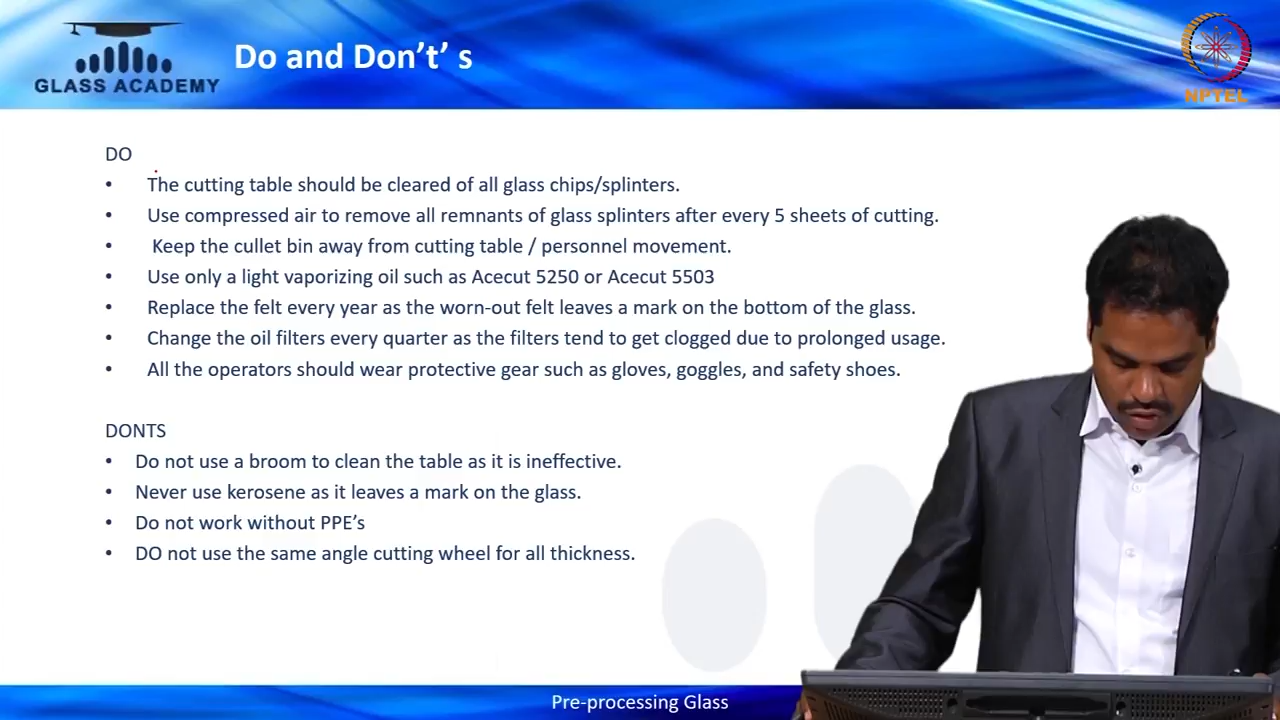 GLASS ACADEMY
Do and Don't' s
NPTEL
DO
• The cutting table should be cleared of all glass chips/splinters.
• Use compressed air to remove all remnants of glass splinters after every 5 sheets of cutting.
• Keep the cullet bin away from cutting table / personnel movement.
• Use only a light vaporizing oil such as Acecut 5250 or Acecut 5503
• Replace the felt every year as the worn-out felt leaves a mark on the bottom of the glass.
• Change the oil filters every quarter as the filters tend to get clogged due to prolonged usage.
• All the operators should wear protective gear such as gloves, goggles, and safety shoes.
DONTS
• Do not use a broom to clean the table as it is ineffective.
• Never use kerosene as it leaves a mark on the glass.
• Do not work without PPE's
• DO not use the same angle cutting wheel for all thickness.
Pre-processing Glass